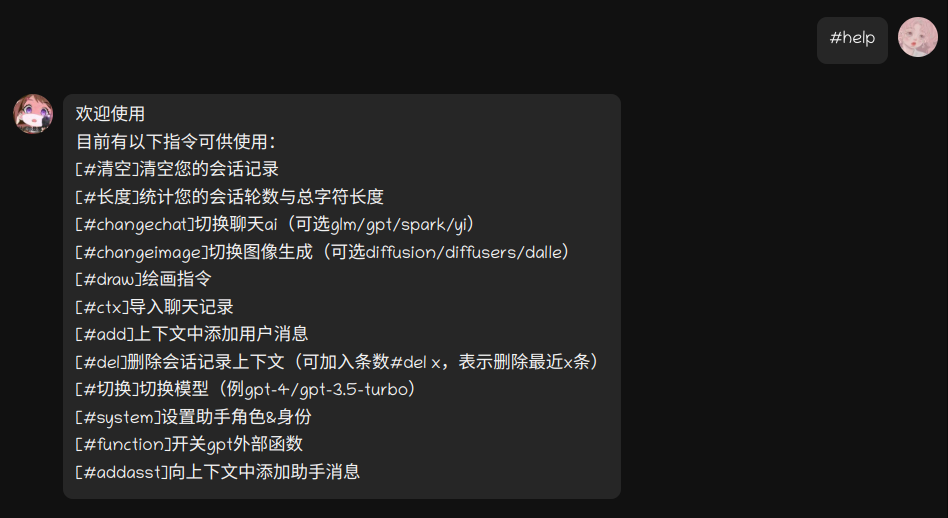 #help
欢迎使用
目前有以下指令可供使用：
[#清空]清空您的会话记录
[#长度]统计您的会话轮数与总字符长度
[#changechat]切换聊天ai（可选glm/gpt/spark/yi）
[#changeimage]切换图像生成（可选diffusion/diffusers/dalle）
[#draw]绘画指令
[#ctx]导入聊天记录
[#add]上下文中添加用户消息
[#del]删除会话记录上下文（可加入条数#del x，表示删除最近x条）
[#切换]切换模型（例gpt-4/gpt-3.5-turbo）
[#system]设置助手角色&身份
[#function]开关gpt外部函数
[#addasst]向上下文中添加助手消息